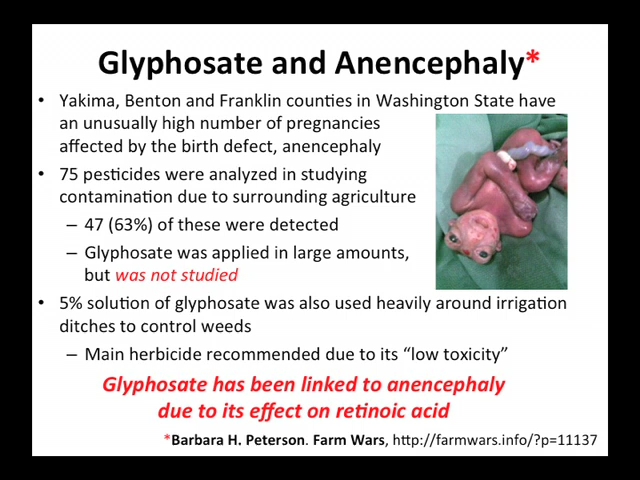 Glyphosate and Anencephaly*
• Yakima, Benton and Franklin counties in Washington State have
an unusually high number of pregnancies
affected by the birth defect, anencephaly
• 75 pesticides were analyzed in studying
contamination due to surrounding agriculture
– 47 (63%) of these were detected
– Glyphosate was applied in large amounts,
but was not studied
• 5% solution of glyphosate was also used heavily around irrigation
ditches to control weeds
– Main herbicide recommended due to its “low toxicity”
Glyphosate has been linked to anencephaly
due to its effect on retinoic acid
*Barbara H. Peterson. Farm Wars, http://farmwars.info/?p=11137